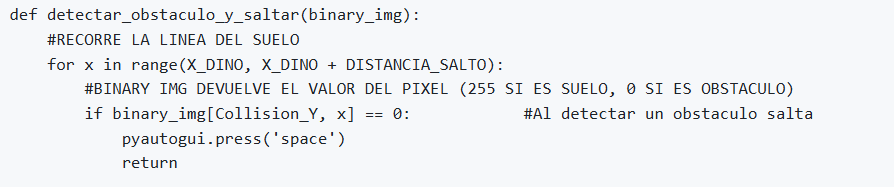 def detectar_obstaculo_y_saltar(binary_img):
    #RECORRE LA LINEA DEL SUELO
    for x in range(X_DINO, X_DINO + DISTANCIA_SALTO):
        #BINARY IMG DEVUELVE EL VALOR DEL PIXEL (255 SI ES SUELO, 0 SI ES OBSTACULO)
        if binary_img[Collision_Y, x] == 0:            #Al detectar un obstaculo salta
            pyautogui.press('space')
            return